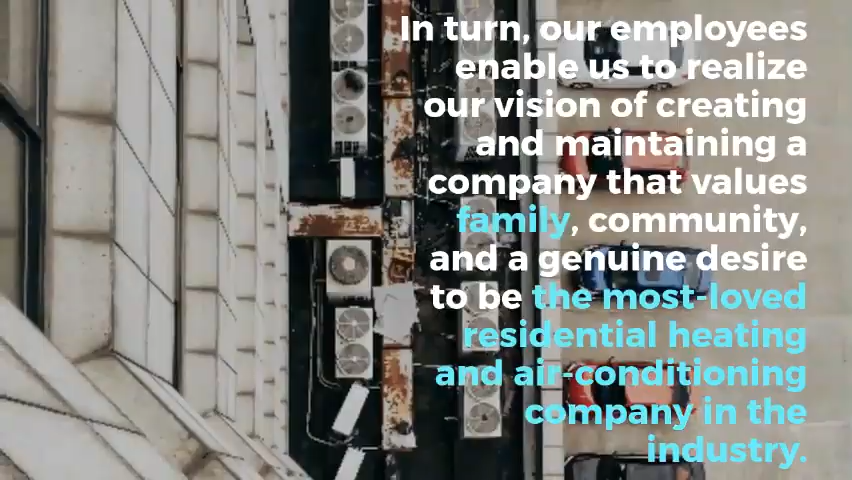 In turn, our employees
enable us to realize
our vision of creating
and maintaining a
company that values
family, community,
and a genuine desire
to be the most-loved
residential heating
and air-conditioning
company in the
industry.